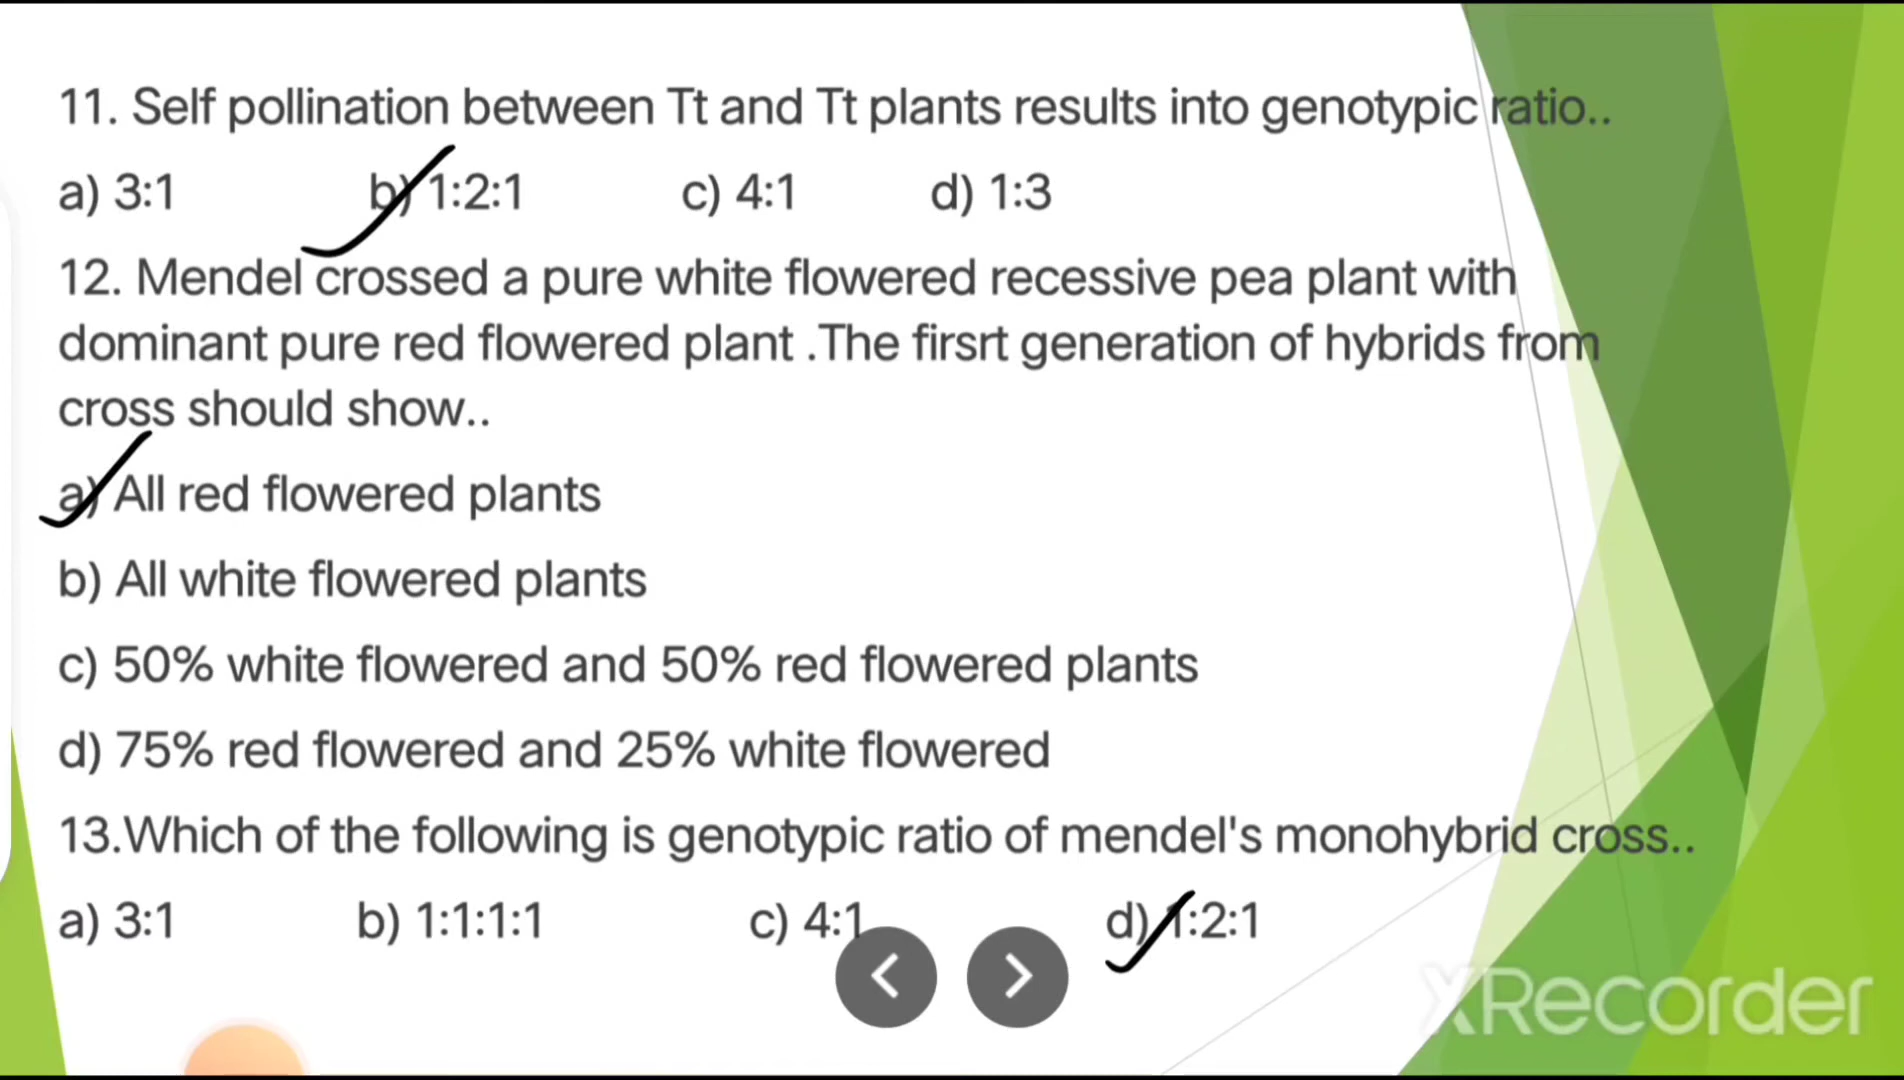 11. Self pollination between Tt and Tt plants results into genotypic ratio..
a) 3:1 b) 1:2:1 c) 4:1 d) 1:3
12. Mendel crossed a pure white flowered recessive pea plant with
dominant pure red flowered plant .The firsrt generation of hybrids from
cross should show..
a) All red flowered plants
b) All white flowered plants
c) 50% white flowered and 50% red flowered plants
d) 75% red flowered and 25% white flowered
13.Which of the following is genotypic ratio of mendel's monohybrid cross..
a) 3:1 b) 1:1:1:1 c) 4:1 d) 1:2:1
XRecorder